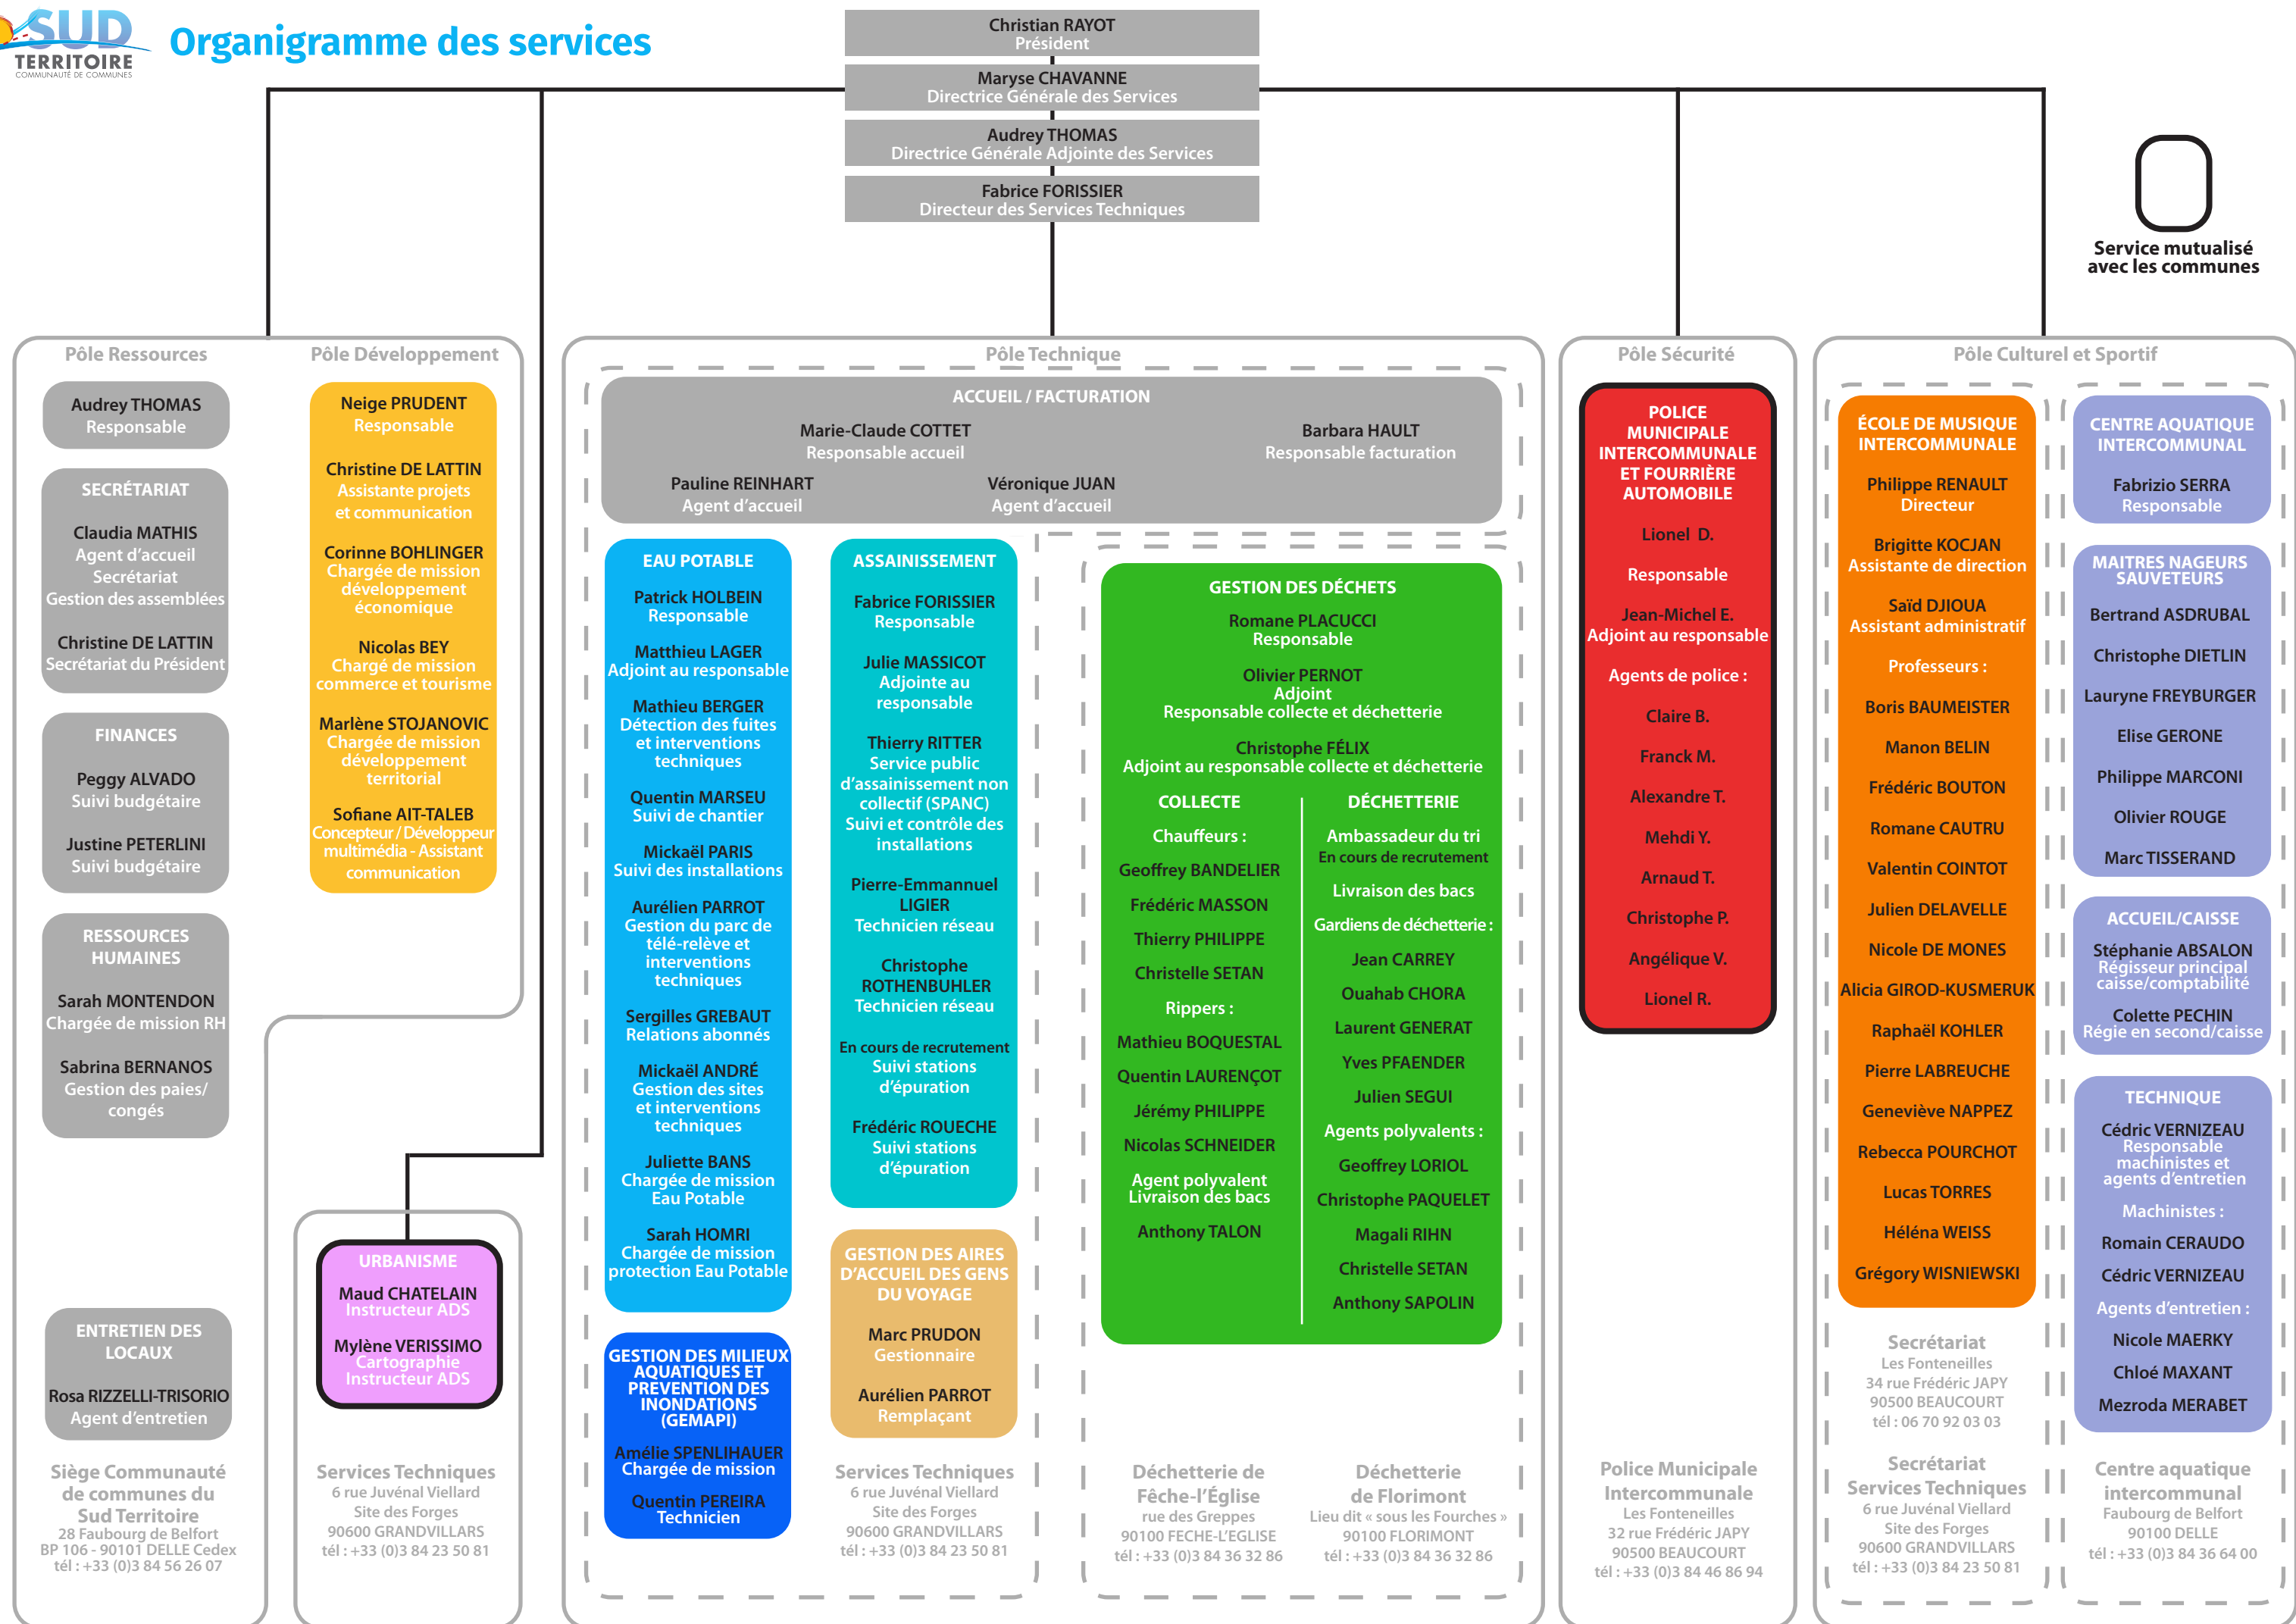 SUD
TERRITOIRE
COMMUNAUTÉ DE COMMUNES
Organigramme des services
Christian RAYOT
Président
Maryse CHAVANNE
Directrice Générale des Services
Audrey THOMAS
Directrice Générale Adjointe des Services
Fabrice FORISSIER
Directeur des Services Techniques
Service mutualisé
avec les communes
Pôle Ressources
Audrey THOMAS
Responsable
SECRÉTARIAT
Claudia MATHIS
Agent d'accueil
Secrétariat
Gestion des assemblées
Christine DE LATTIN
Secrétariat du Président
FINANCES
Peggy ALVADO
Suivi budgétaire
Justine PETERLINI
Suivi budgétaire
RESSOURCES
HUMAINES
Sarah MONTENDON
Chargée de mission RH
Sabrina BERNANOS
Gestion des paies/
congés
ENTRETIEN DES
LOCAUX
Rosa RIZZELLI-TRISORIO
Agent d'entretien
Siège Communauté
de communes du
Sud Territoire
28 Faubourg de Belfort
BP 106 - 90101 DELLE Cedex
tél : +33 (0)3 84 56 26 07
Pôle Développement
Neige PRUDENT
Responsable
Christine DE LATTIN
Assistante projets
et communication
Corinne BOHLINGER
Chargée de mission
développement
économique
Nicolas BEY
Chargé de mission
commerce et tourisme
Marlène STOJANOVIC
Chargée de mission
développement
territorial
Sofiane AIT-TALEB
Concepteur / Développeur
multimédia - Assistant
communication
URBANISME
Maud CHATELAIN
Instructeur ADS
Mylène VERISSIMO
Cartographie
Instructeur ADS
Services Techniques
6 rue Juvénal Viellard
Site des Forges
90600 GRANDVILLARS
tél : +33 (0)3 84 23 50 81
Pôle Technique
ACCUEIL / FACTURATION
Marie-Claude COTTET
Responsable accueil
Barbara HAULT
Responsable facturation
Pauline REINHART
Agent d'accueil
Véronique JUAN
Agent d'accueil
EAU POTABLE
Patrick HOLBEIN
Responsable
Matthieu LAGER
Adjoint au responsable
Mathieu BERGER
Détection des fuites
et interventions
techniques
Quentin MARSEU
Suivi de chantier
Mickaël PARIS
Suivi des installations
Aurélien PARROT
Gestion du parc de
télé-relève et
interventions
techniques
Sergilles GREBAUT
Relations abonnés
Mickaël ANDRÉ
Gestion des sites
et interventions
techniques
Juliette BANS
Chargée de mission
Eau Potable
Sarah HOMRI
Chargée de mission
protection Eau Potable
GESTION DES MILIEUX
AQUATIQUES ET
PREVENTION DES
INONDATIONS
(GEMAPI)
Amélie SPENLIHAUER
Chargée de mission
Quentin PEREIRA
Technicien
ASSAINISSEMENT
Fabrice FORISSIER
Responsable
Julie MASSICOT
Adjointe au
responsable
Thierry RITTER
Service public
d'assainissement non
collectif (SPANC)
Suivi et contrôle des
installations
Pierre-Emmannuel
LIGIER
Technicien réseau
Christophe
ROTHENBUHLER
Technicien réseau
En cours de recrutement
Suivi stations
d'épuration
Frédéric ROUECHE
Suivi stations
d'épuration
GESTION DES AIRES
D'ACCUEIL DES GENS
DU VOYAGE
Marc PRUDON
Gestionnaire
Aurélien PARROT
Remplaçant
Services Techniques
6 rue Juvénal Viellard
Site des Forges
90600 GRANDVILLARS
tél : +33 (0)3 84 23 50 81
GESTION DES DÉCHETS
Romane PLACUCCI
Responsable
Olivier PERNOT
Adjoint
Responsable collecte et déchetterie
Christophe FÉLIX
Adjoint au responsable collecte et déchetterie
COLLECTE
Chauffeurs :
Geoffrey BANDELIER
Frédéric MASSON
Thierry PHILIPPE
Christelle SETAN
Rippers :
Mathieu BOQUESTAL
Quentin LAURENÇOT
Jérémy PHILIPPE
Nicolas SCHNEIDER
Agent polyvalent
Livraison des bacs
Anthony TALON
DÉCHETTERIE
Ambassadeur du tri
En cours de recrutement
Livraison des bacs
Gardiens de déchetterie :
Jean CARREY
Ouahab CHORA
Laurent GENERAT
Yves PFAENDER
Julien SEGUI
Agents polyvalents :
Geoffrey LORIOL
Christophe PAQUELET
Magali RIHN
Christelle SETAN
Anthony SAPOLIN
Déchetterie de
Fêche-l'Église
rue des Greppes
90100 FECHE-L'EGLISE
tél : +33 (0)3 84 36 32 86
Déchetterie
de Florimont
Lieu dit « sous les Fourches »
90100 FLORIMONT
tél : +33 (0)3 84 36 32 86
Pôle Sécurité
POLICE
MUNICIPALE
INTERCOMMUNALE
ET FOURRIÈRE
AUTOMOBILE
Lionel D.
Responsable
Jean-Michel E.
Adjoint au responsable
Agents de police :
Claire B.
Franck M.
Alexandre T.
Mehdi Y.
Arnaud T.
Christophe P.
Angélique V.
Lionel R.
Police Municipale
Intercommunale
Les Fonteneilles
32 rue Frédéric JAPY
90500 BEAUCOURT
tél : +33 (0)3 84 46 86 94
Pôle Culturel et Sportif
ÉCOLE DE MUSIQUE
INTERCOMMUNALE
Philippe RENAULT
Directeur
Brigitte KOCJAN
Assistante de direction
Saïd DJIOUA
Assistant administratif
Professeurs :
Boris BAUMEISTER
Manon BELIN
Frédéric BOUTON
Romane CAUTRU
Valentin COINTOT
Julien DELAVELLE
Nicole DE MONES
Alicia GIROD-KUSMERUK
Raphaël KOHLER
Pierre LABREUCHE
Geneviève NAPPEZ
Rebecca POURCHOT
Lucas TORRES
Héléna WEISS
Grégory WISNIEWSKI
Secrétariat
Les Fonteneilles
34 rue Frédéric JAPY
90500 BEAUCOURT
tél : 06 70 92 03 03
Secrétariat
Services Techniques
6 rue Juvénal Viellard
Site des Forges
90600 GRANDVILLARS
tél : +33 (0)3 84 23 50 81
CENTRE AQUATIQUE
INTERCOMMUNAL
Fabrizio SERRA
Responsable
MAITRES NAGEURS
SAUVETEURS
Bertrand ASDRUBAL
Christophe DIETLIN
Lauryne FREYBURGER
Elise GERONE
Philippe MARCONI
Olivier ROUGE
Marc TISSERAND
ACCUEIL/CAISSE
Stéphanie ABSALON
Régisseur principal
caisse/comptabilité
Colette PECHIN
Régie en second/caisse
TECHNIQUE
Cédric VERNIZEAU
Responsable
machinistes et
agents d'entretien
Machinistes :
Romain CERAUDO
Cédric VERNIZEAU
Agents d'entretien :
Nicole MAERKY
Chloé MAXANT
Mezroda MERABET
Centre aquatique
intercommunal
Faubourg de Belfort
90100 DELLE
tél : +33 (0)3 84 36 64 00